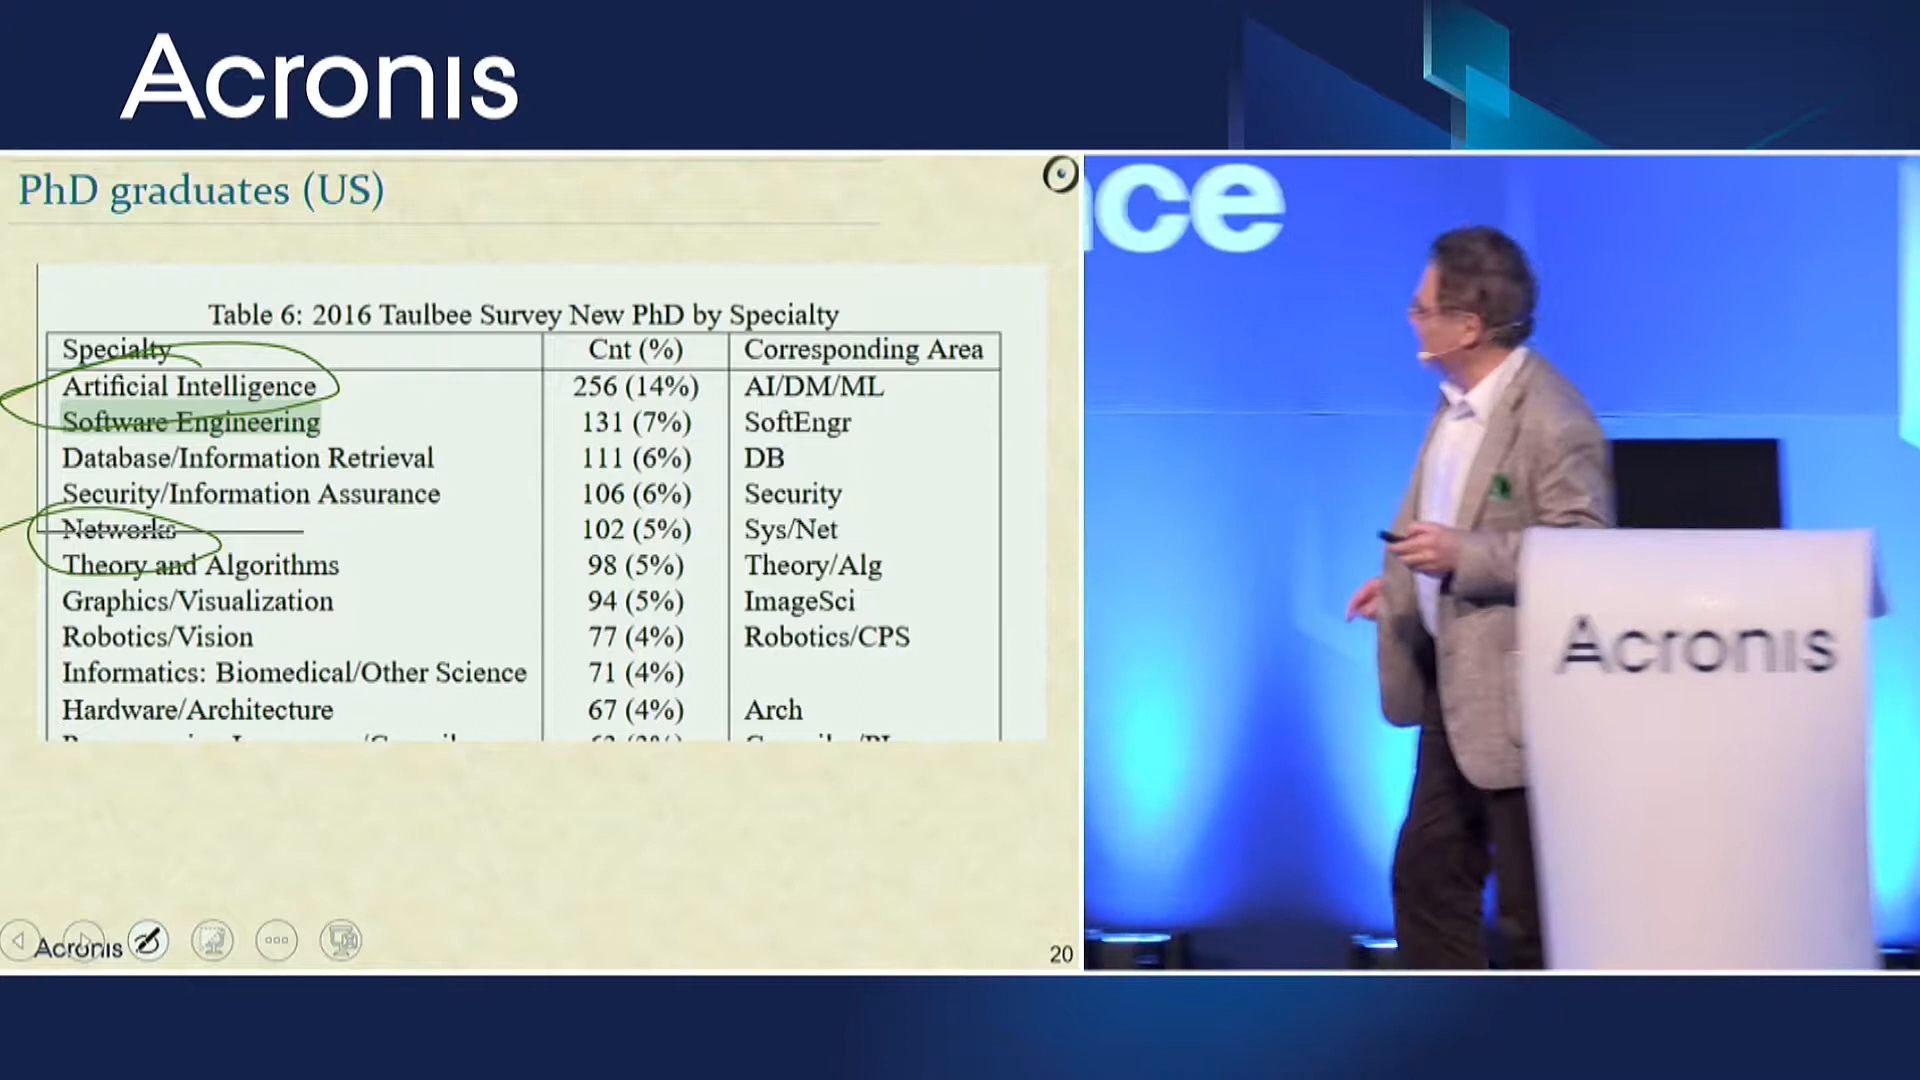 Acronis
PhD graduates (US)
Table 6: 2016 Taulbee Survey New PhD by Specialty
Specialty Cnt (%) Corresponding Area
Artificial Intelligence 256 (14%) AI/DM/ML
Software Engineering 131 (7%) SoftEngr
Database/Information Retrieval 111 (6%) DB
Security/Information Assurance 106 (6%) Security
Networks 102 (5%) Sys/Net
Theory and Algorithms 98 (5%) Theory/Alg
Graphics/Visualization 94 (5%) ImageSci
Robotics/Vision 77 (4%) Robotics/CPS
Informatics: Biomedical/Other Science 71 (4%)
Hardware/Architecture 67 (4%) Arch
Acronis
20
ce
Acronis